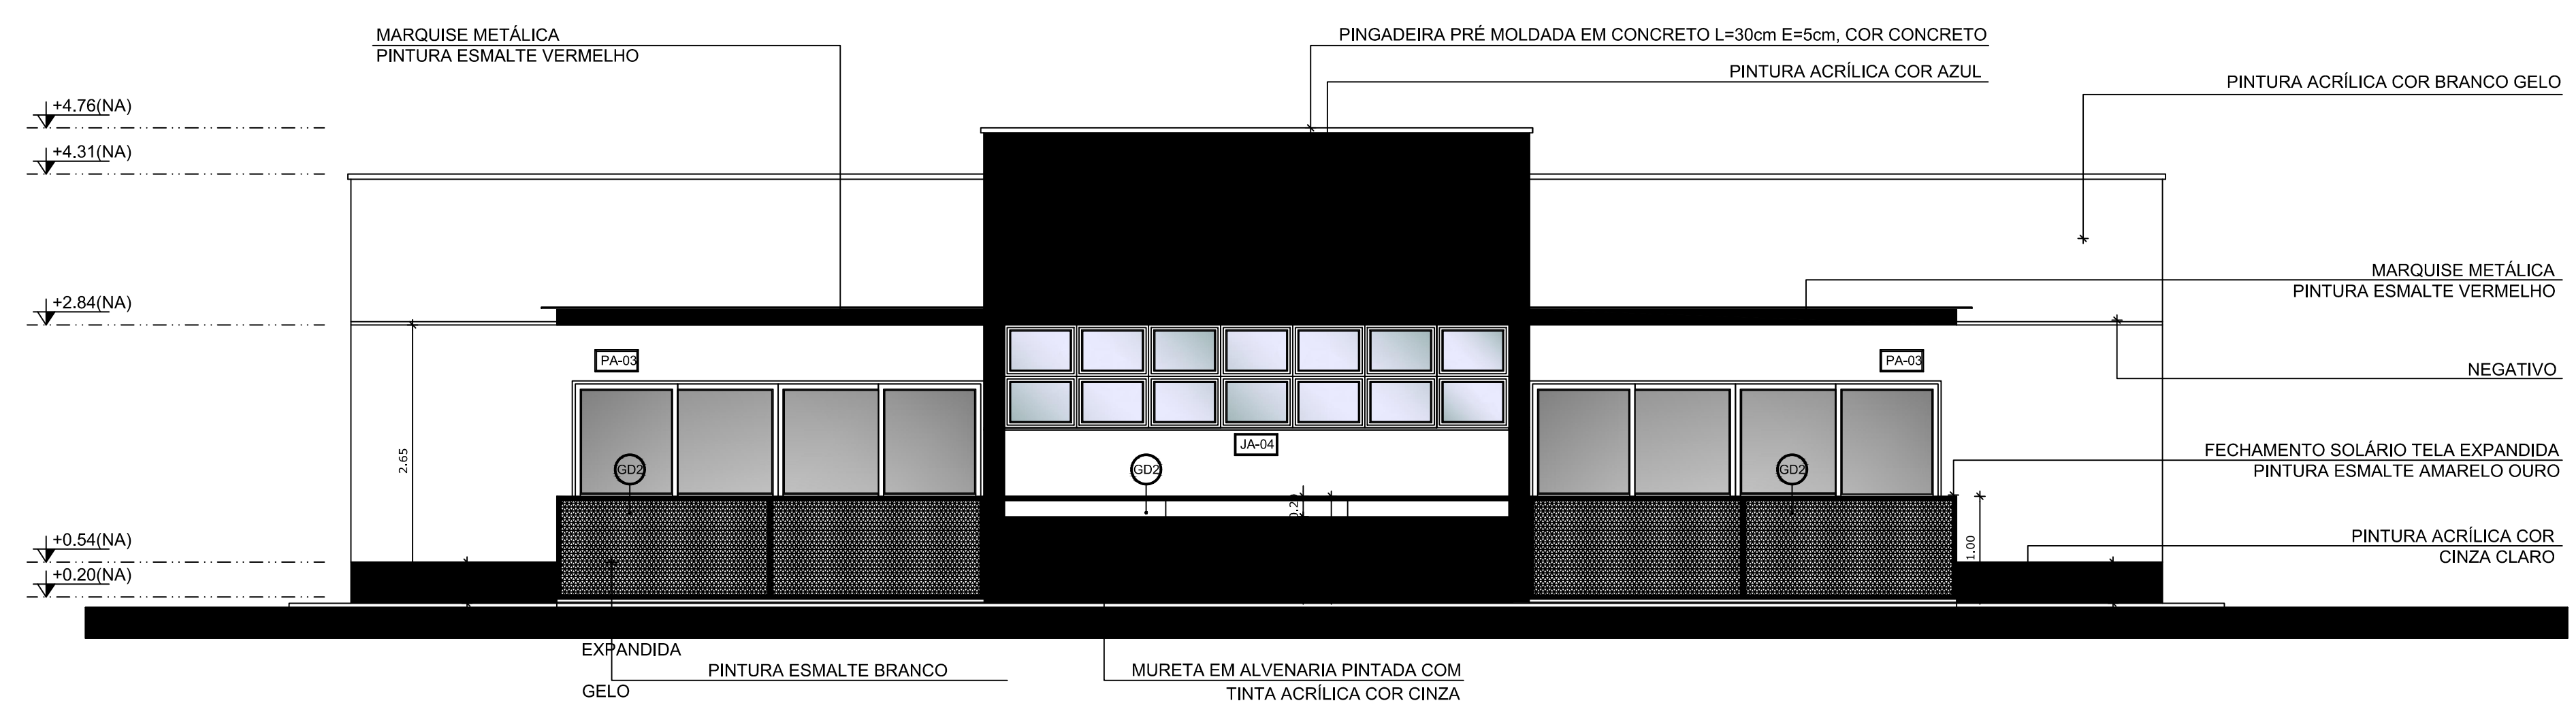 MARQUISE METÁLICA
PINTURA ESMALTE VERMELHO
PINGADEIRA PRÉ MOLDADA EM CONCRETO L=30cm E=5cm, COR CONCRETO
PINTURA ACRÍLICA COR AZUL
PINTURA ACRÍLICA COR BRANCO GELO
+4.76(NA)
+4.31(NA)
+2.84(NA)
MARQUISE METÁLICA
PINTURA ESMALTE VERMELHO
PA-03
PA-03
NEGATIVO
JA-04
2.65
GD2
GD2
GD2
FECHAMENTO SOLÁRIO TELA EXPANDIDA
PINTURA ESMALTE AMARELO OURO
+0.54(NA)
+0.20(NA)
1.00
PINTURA ACRÍLICA COR
CINZA CLARO
EXPANDIDA
PINTURA ESMALTE BRANCO
GELO
MURETA EM ALVENARIA PINTADA COM
TINTA ACRÍLICA COR CINZA